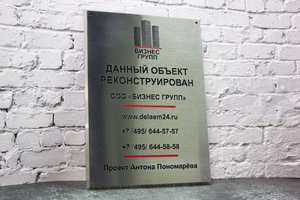 БИЗНЕС
ГРУПП
ДАННЫЙ ОБЪЕКТ
РЕКОНСТРУИРОВАН
ООО «БИЗНЕС ГРУПП»
www.delaem24.ru
+7 /495/ 644-57-57
+7 /495/ 644-58-58
Проект Антона Пономарёва